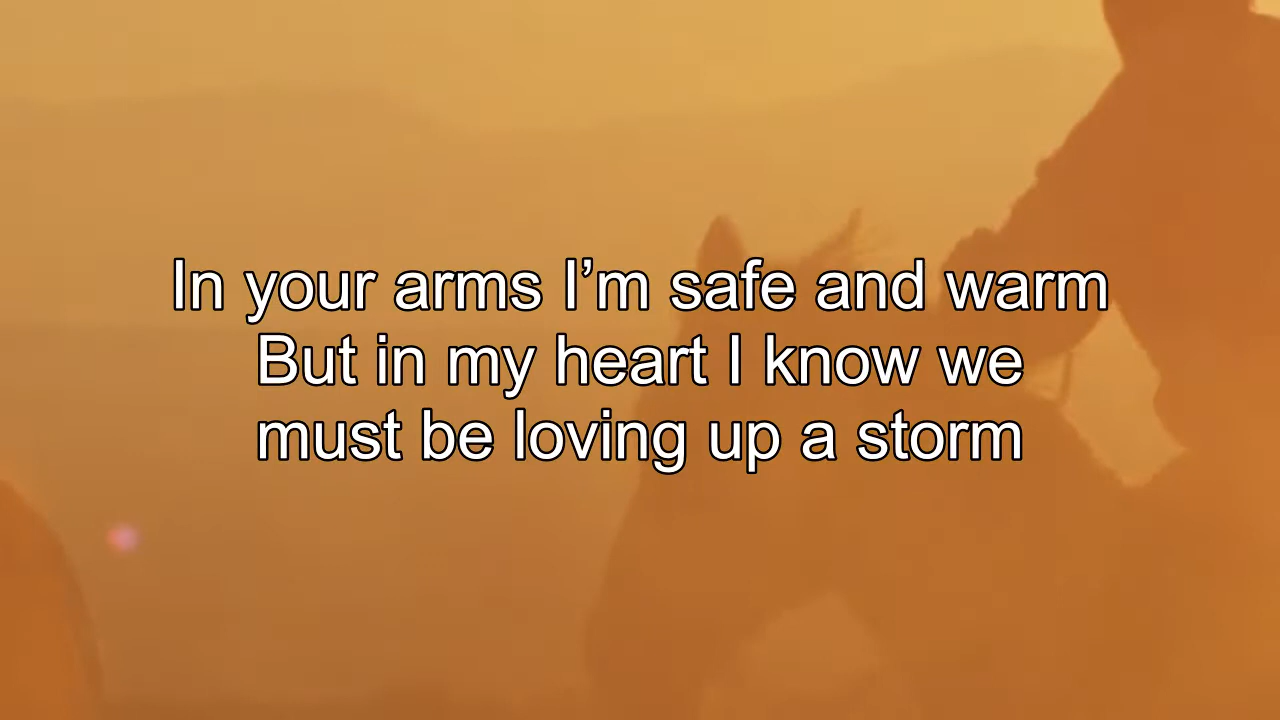 In your arms I’m safe and warm
But in my heart I know we
must be loving up a storm